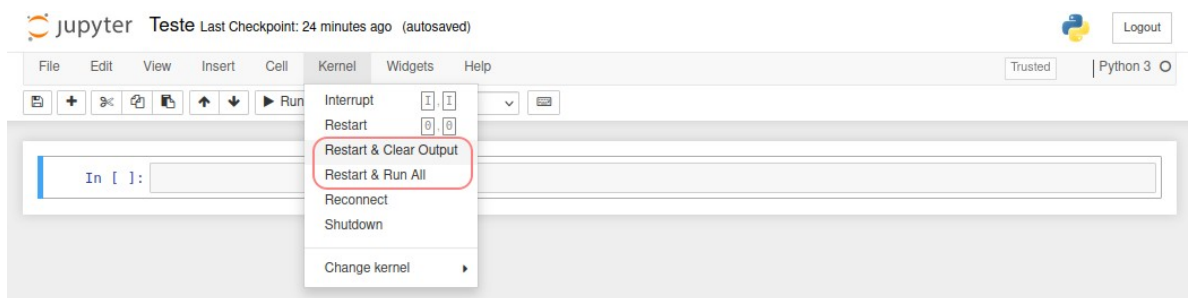 jupyter Teste Last Checkpoint: 24 minutes ago (autosaved) Logout
File Edit View Insert Cell Kernel Widgets Help Trusted Python 3
Run
Interrupt I,I
Restart 0,0
Restart & Clear Output
Restart & Run All
In [ ]:
Reconnect
Shutdown
Change kernel